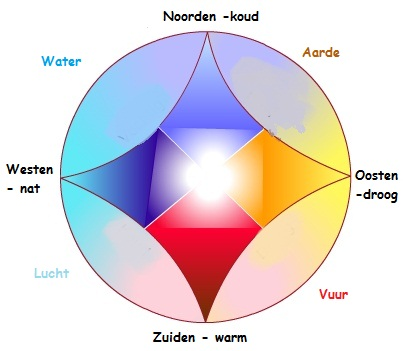 Noorden -koud
Water
Aarde
Westen
- nat
Oosten
-droog
Lucht
Vuur
Zuiden - warm